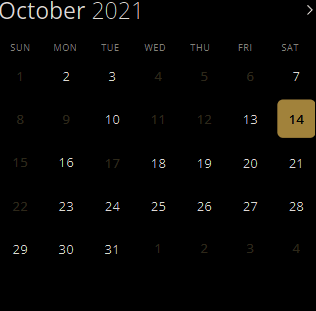 October 2021
SUN MON TUE WED THU FRI SAT
1 2 3 4 5 6 7
8 9 10 11 12 13 14
15 16 17 18 19 20 21
22 23 24 25 26 27 28
29 30 31 1 2 3 4